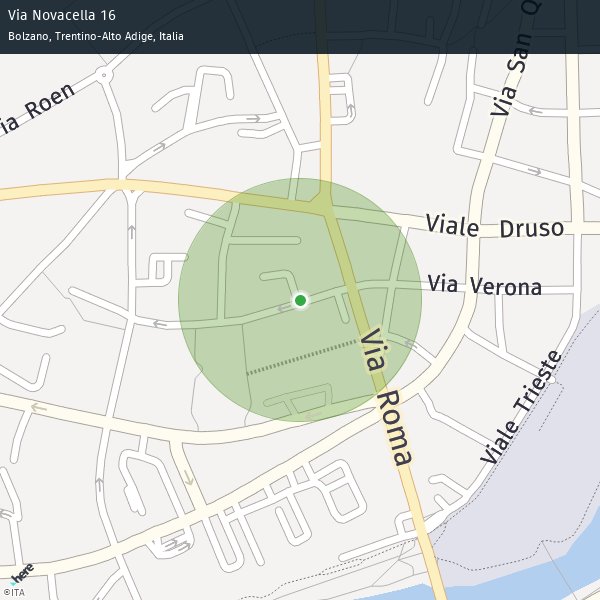 Via Novacella 16
Bolzano, Trentino-Alto Adige, Italia
ia Roen
Via San Q
Viale Druso
Via Verona
Via Roma
Viale Trieste
here
©ITA